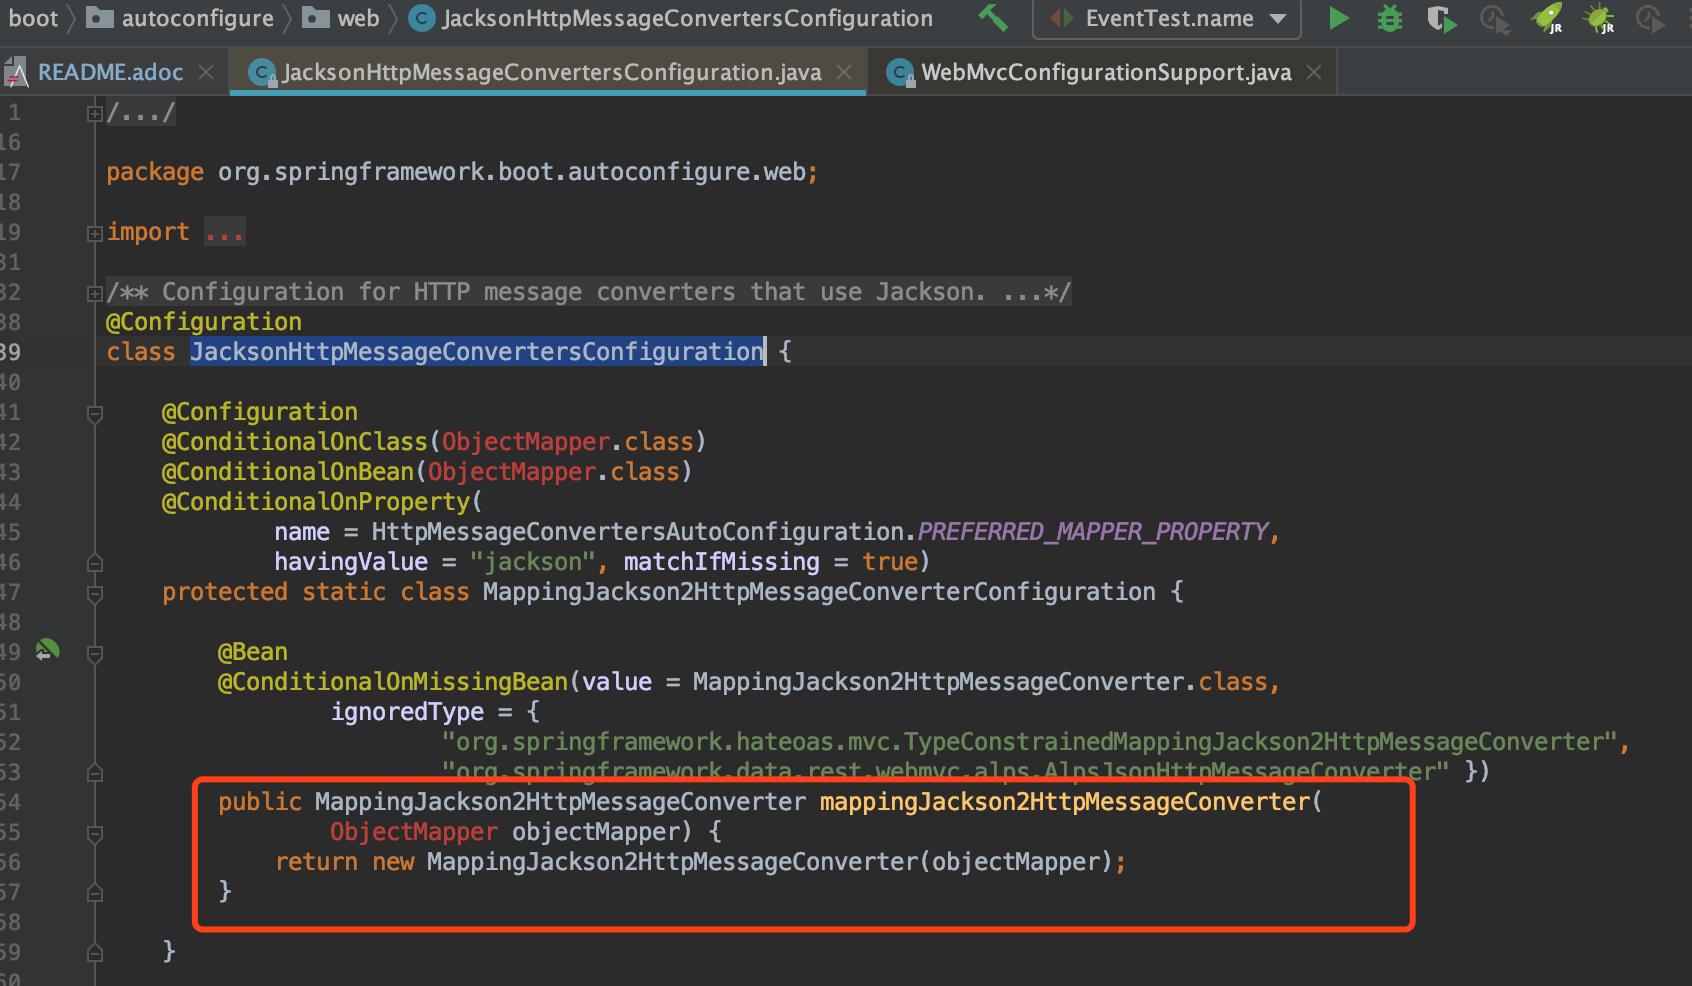 boot autoconfigure web JacksonHttpMessageConvertersConfiguration EventTest.name JR JR
README.adoc JacksonHttpMessageConvertersConfiguration.java WebMvcConfigurationSupport.java
1 /.../
16
17 package org.springframework.boot.autoconfigure.web;
18
19 import ...
31
32 /** Configuration for HTTP message converters that use Jackson. ...*/
38 @Configuration
39 class JacksonHttpMessageConvertersConfiguration {
40
41 @Configuration
42 @ConditionalOnClass(ObjectMapper.class)
43 @ConditionalOnBean(ObjectMapper.class)
44 @ConditionalOnProperty(
45 name = HttpMessageConvertersAutoConfiguration.PREFERRED_MAPPER_PROPERTY,
46 havingValue = "jackson", matchIfMissing = true)
47 protected static class MappingJackson2HttpMessageConverterConfiguration {
48
49 @Bean
50 @ConditionalOnMissingBean(value = MappingJackson2HttpMessageConverter.class,
51 ignoredType = {
52 "org.springframework.hateoas.mvc.TypeConstrainedMappingJackson2HttpMessageConverter",
53 "org.springframework.data.rest.webmvc.alps.AlpsJsonHttpMessageConverter" })
54 public MappingJackson2HttpMessageConverter mappingJackson2HttpMessageConverter(
55 ObjectMapper objectMapper) {
56 return new MappingJackson2HttpMessageConverter(objectMapper);
57 }
58
59 }
60